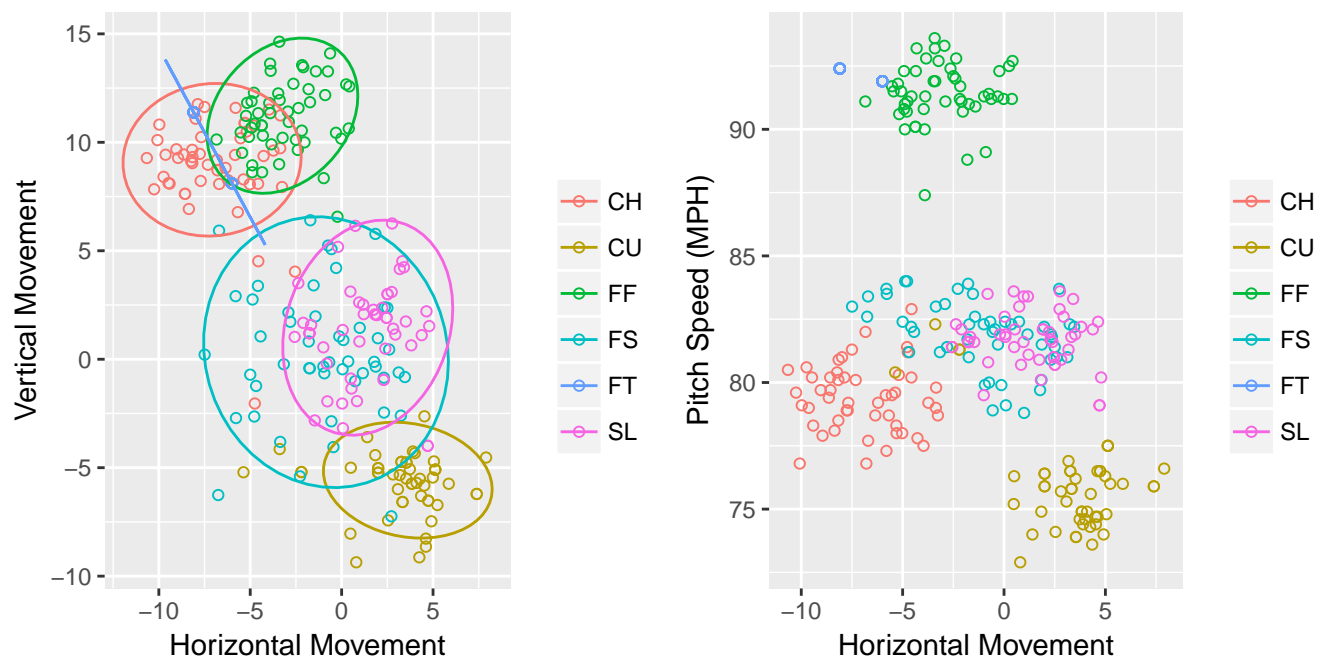 15
10
5
0
−5
−10
−10
−5
0
5
Horizontal Movement
Vertical Movement
CH
CU
FF
FS
FT
SL
90
85
80
75
−10
−5
0
5
Horizontal Movement
Pitch Speed (MPH)
CH
CU
FF
FS
FT
SL